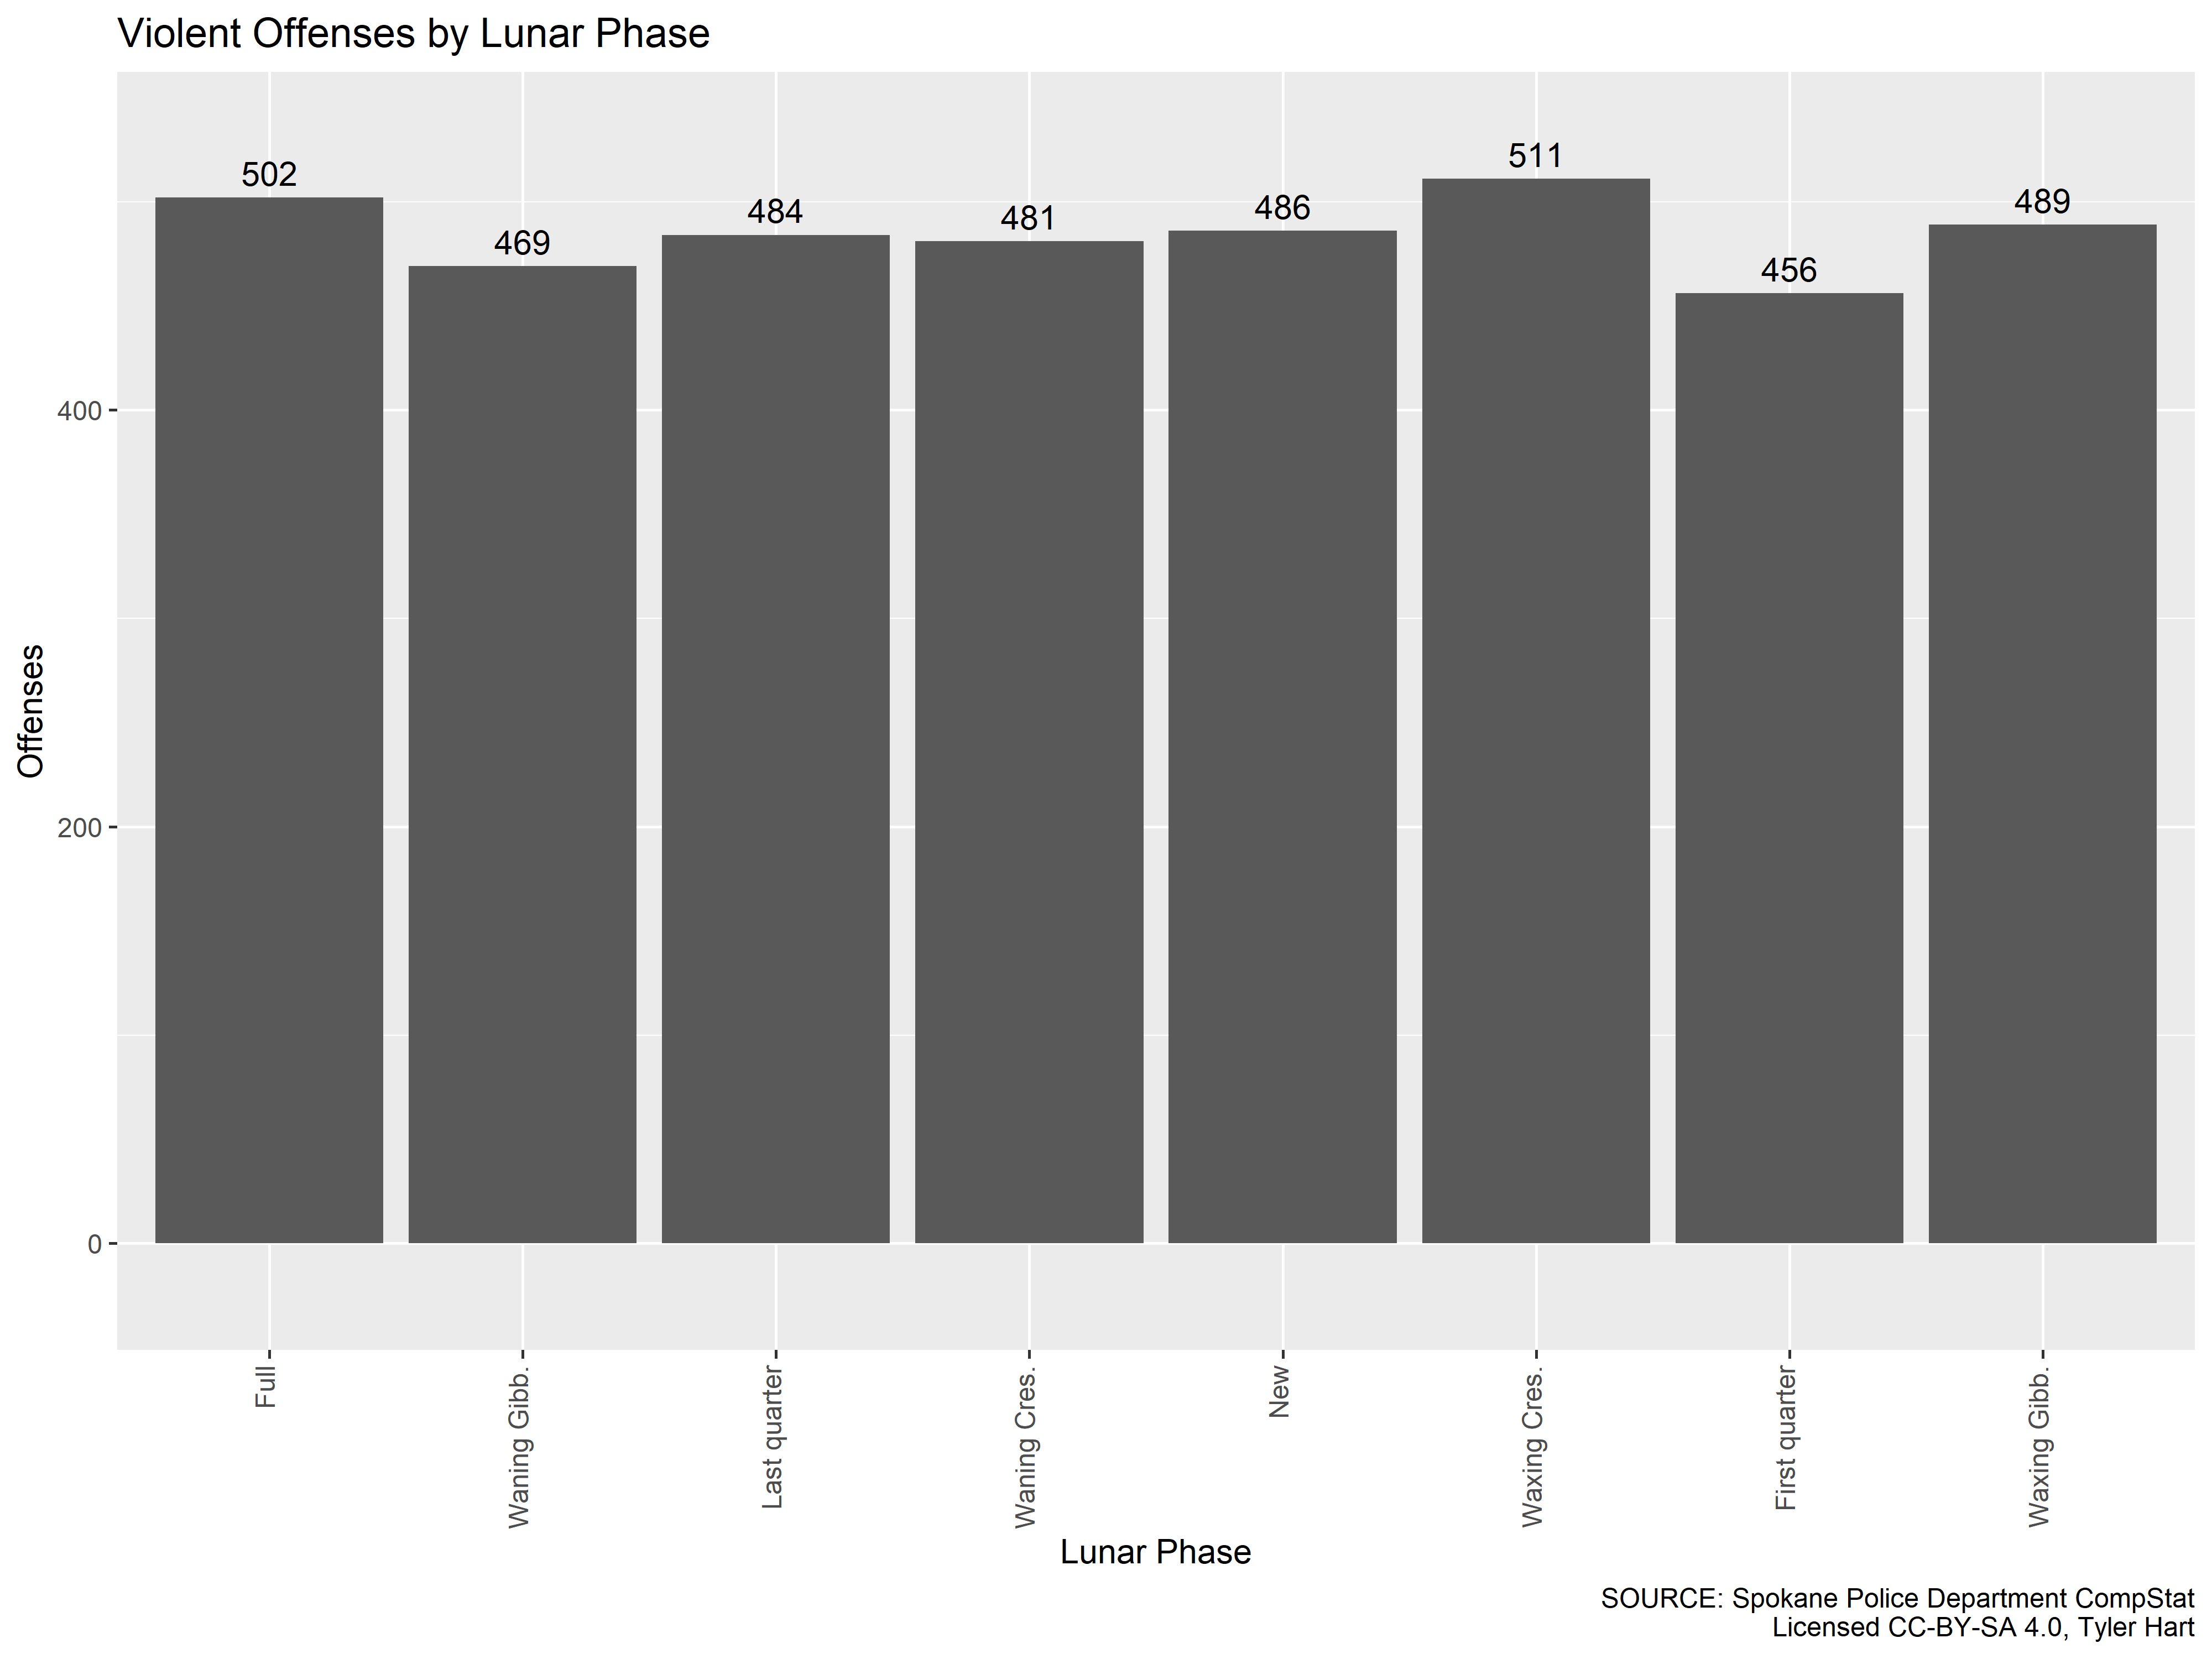 Violent Offenses by Lunar Phase
502
469
484
481
486
511
456
489
400
200
0
Offenses
Full
Waning Gibb.
Last quarter
Waning Cres.
New
Waxing Cres.
First quarter
Waxing Gibb.
Lunar Phase
SOURCE: Spokane Police Department CompStat
Licensed CC-BY-SA 4.0, Tyler Hart